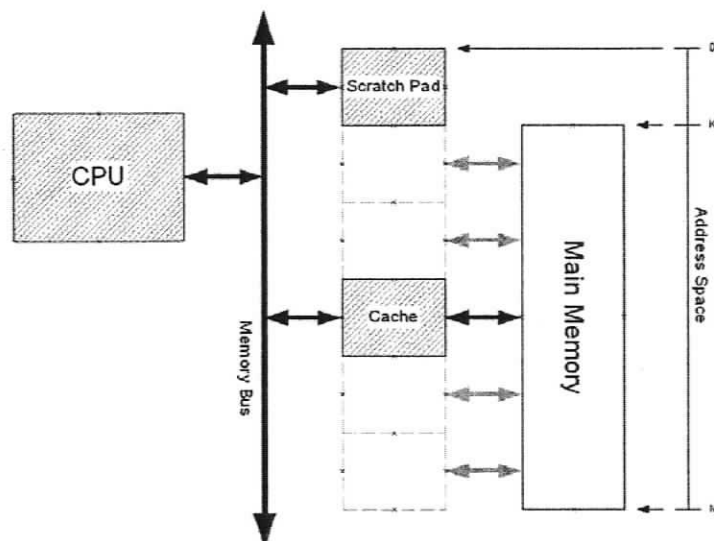 CPU
Scratch Pad
Cache
Memory Bus
Main Memory
Address Space